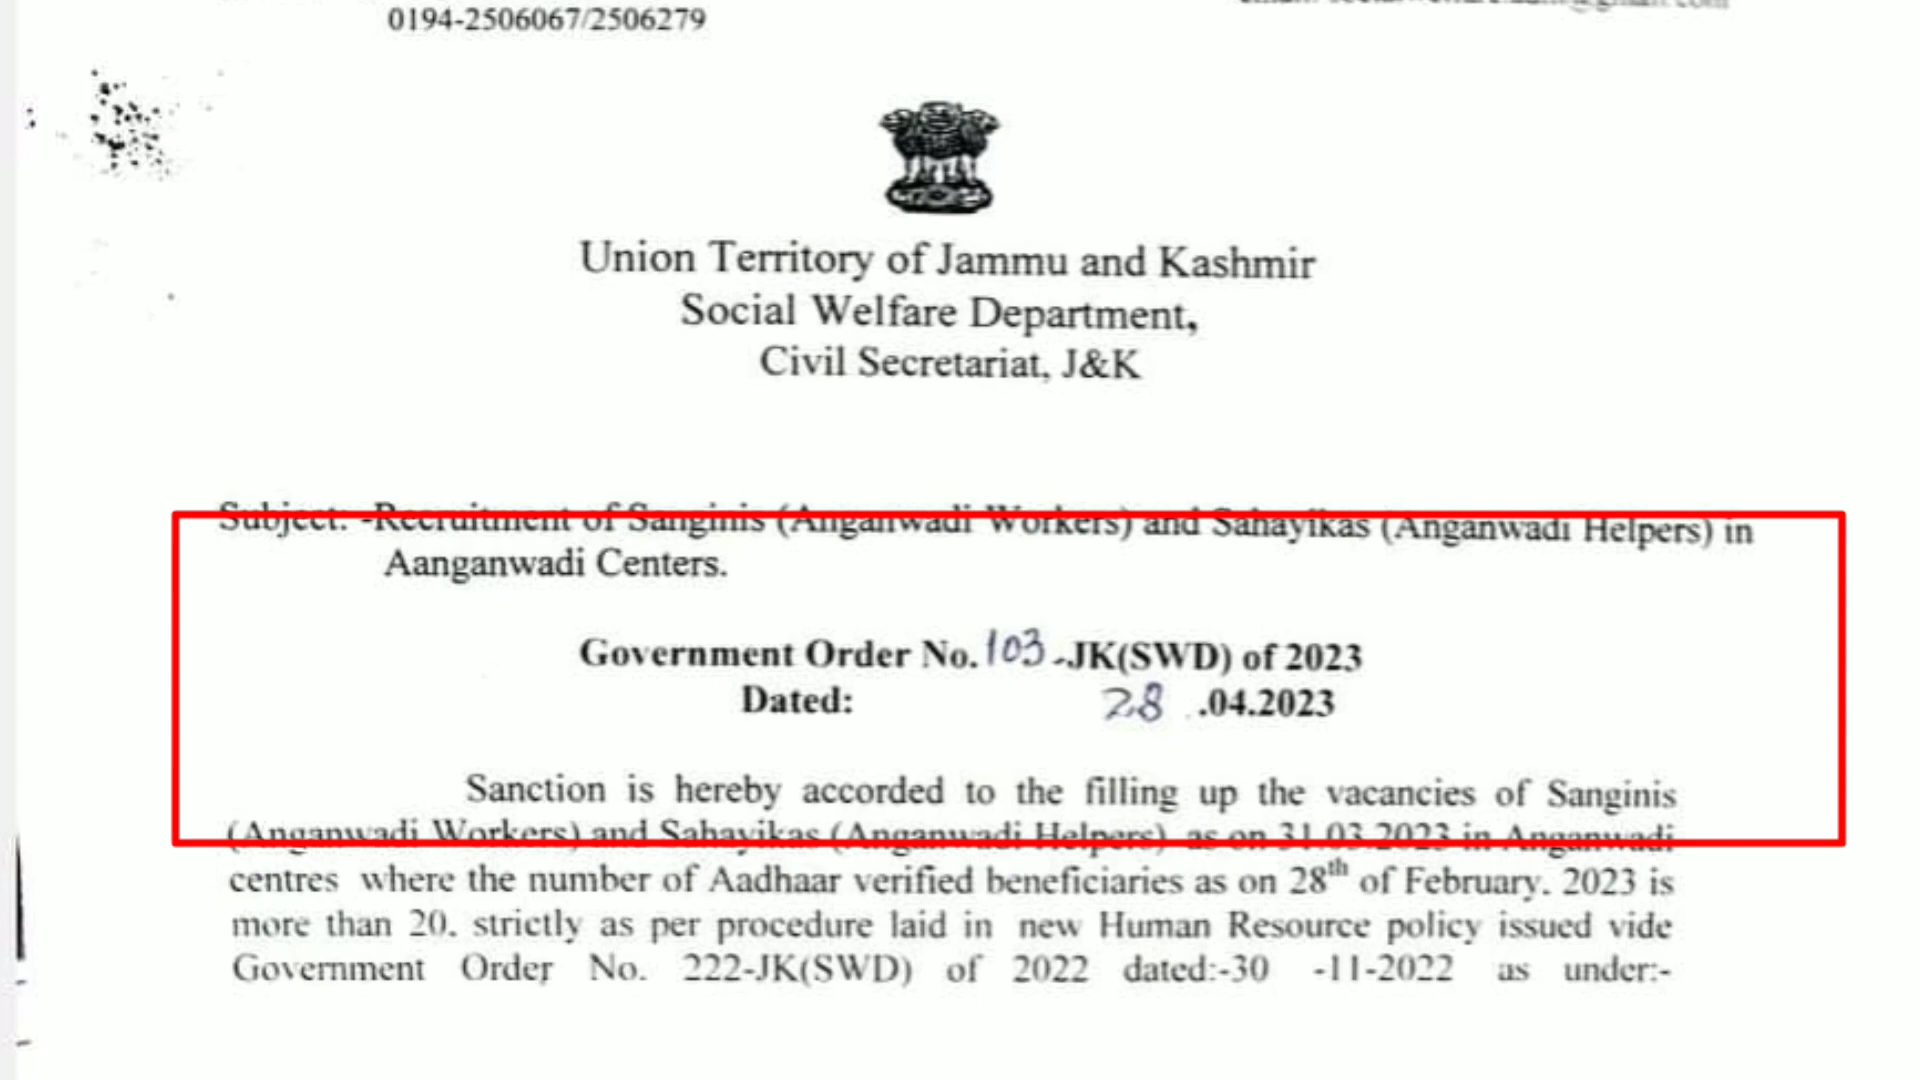 0194-2506067/2506279
Union Territory of Jammu and Kashmir
Social Welfare Department,
Civil Secretariat, J&K
Subject: -Recruitment of Sanginis (Anganwadi Workers) and Sahayikas (Anganwadi Helpers) in
Aanganwadi Centers.
Government Order No. 103-JK(SWD) of 2023
Dated: 28 .04.2023
Sanction is hereby accorded to the filling up the vacancies of Sanginis
(Anganwadi Workers) and Sahayikas (Anganwadi Helpers) as on 31.03.2023 in Anganwadi
centres where the number of Aadhaar verified beneficiaries as on 28th of February. 2023 is
more than 20. strictly as per procedure laid in new Human Resource policy issued vide
Government Order No. 222-JK(SWD) of 2022 dated:-30 -11-2022 as under:-